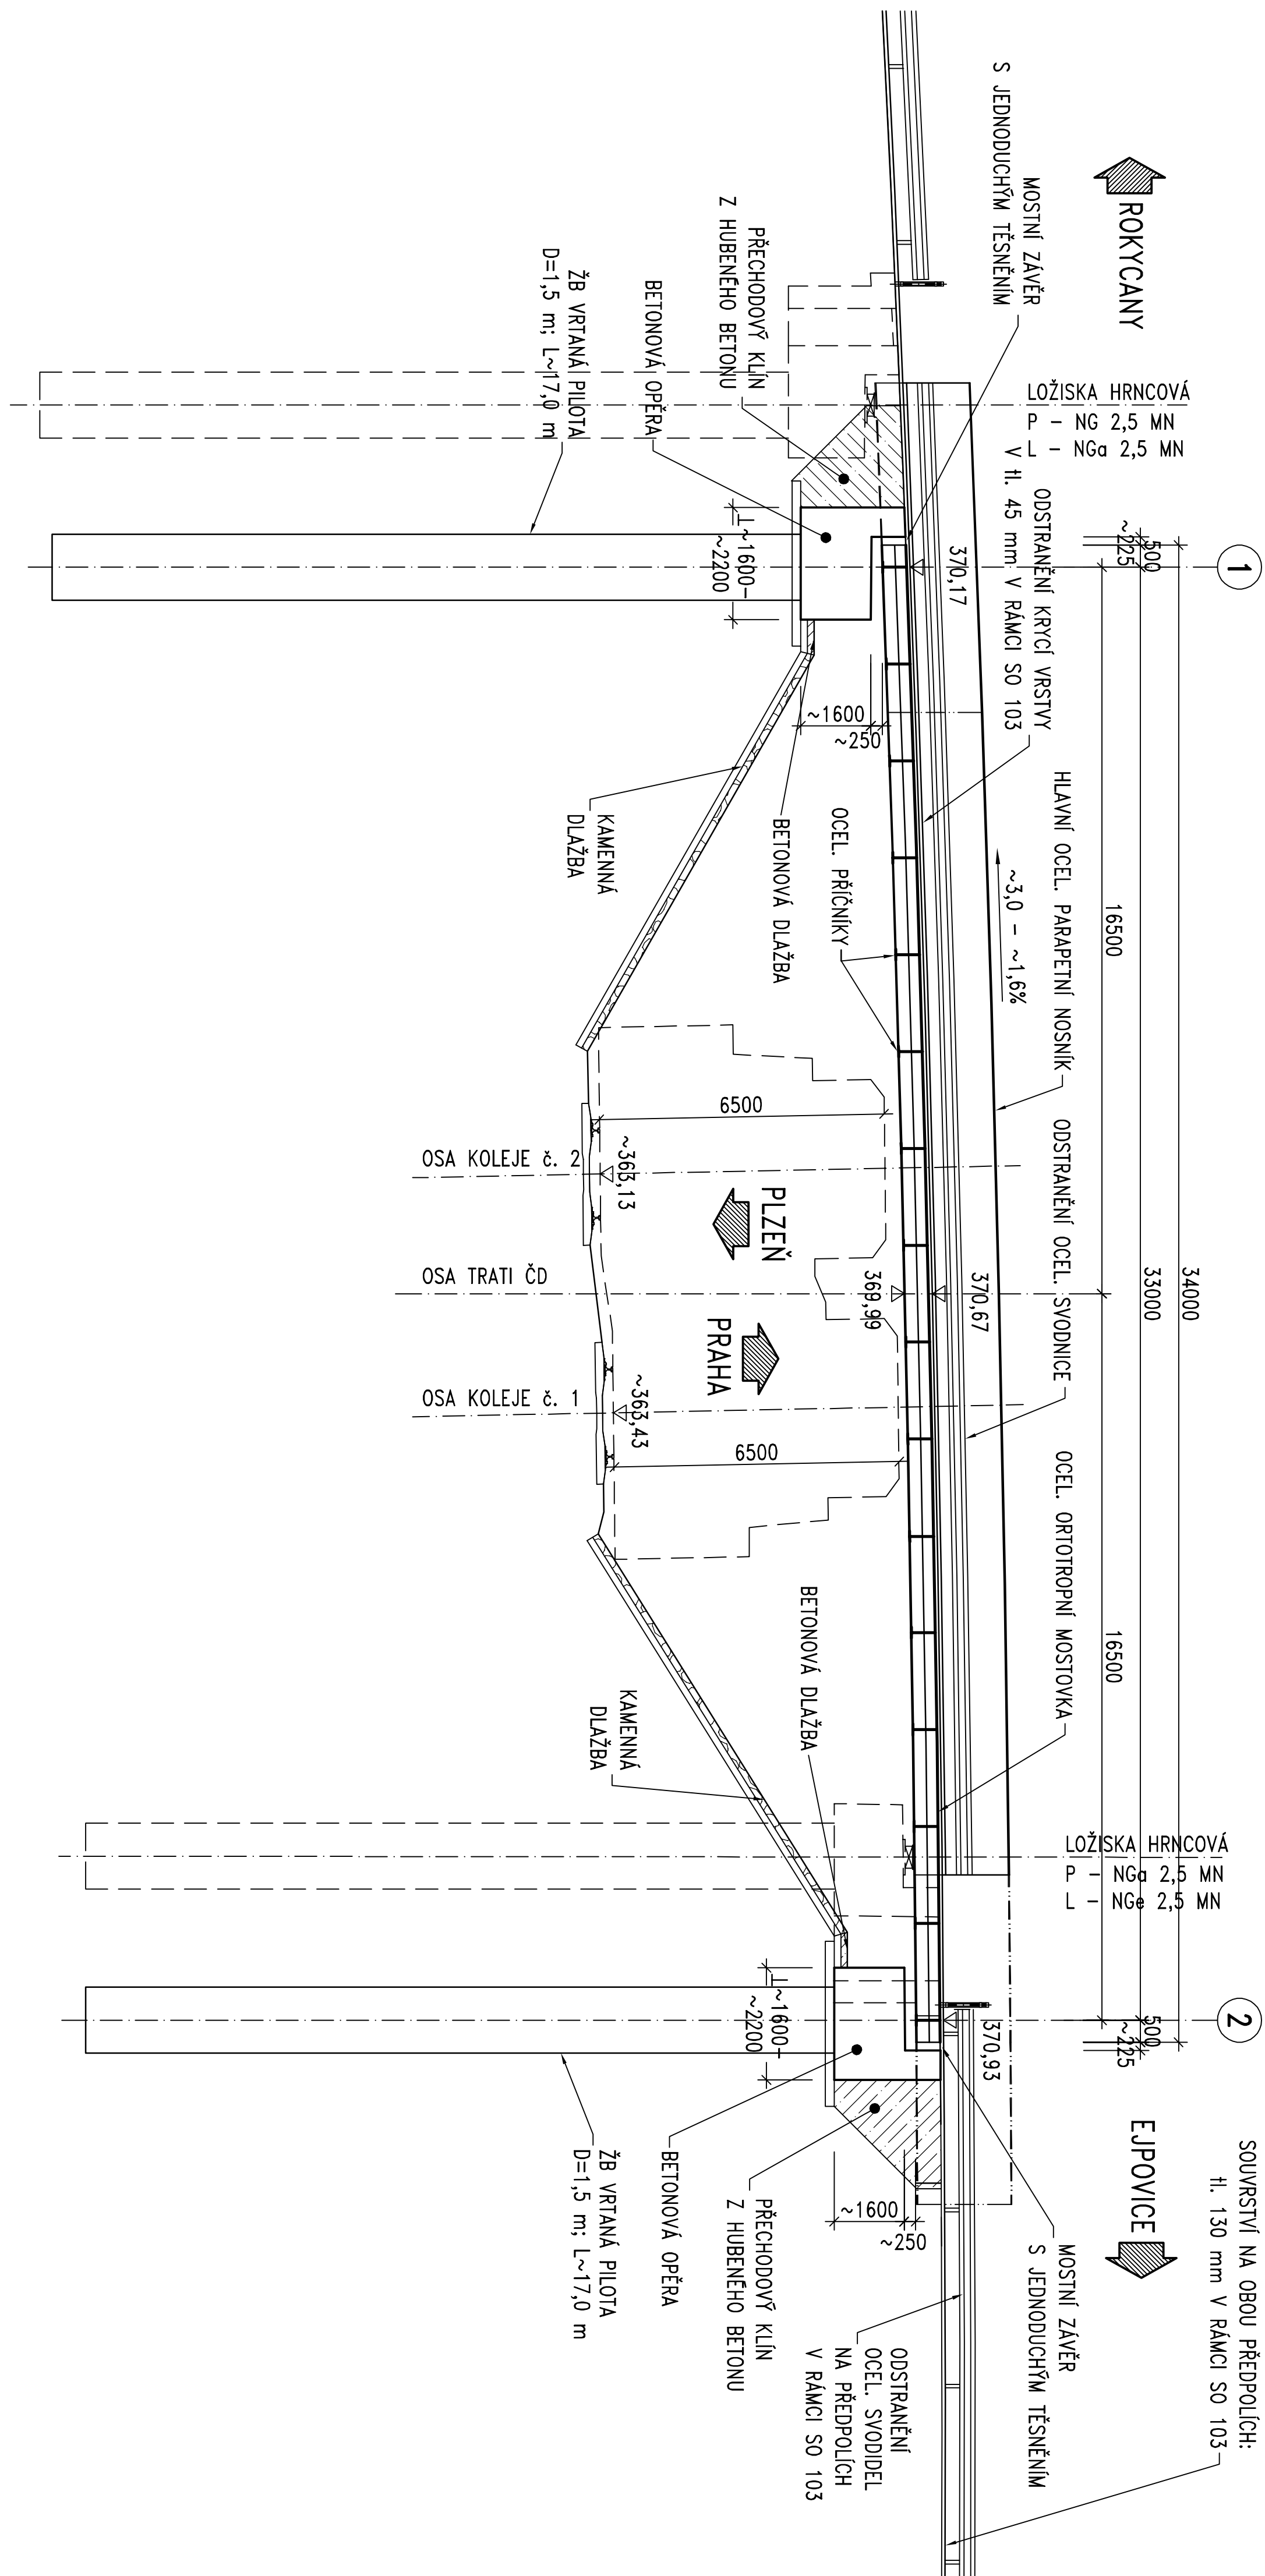 ROKYCANY
EJPOVICE
SOUVRSTVÍ NA OBOU PŘEDPOLÍCH:
tl. 130 mm V RÁMCI SO 103
1
2
34000
33000
500
~225
500
~225
16500
16500
MOSTNÍ ZÁVĚR
S JEDNODUCHÝM TĚSNĚNÍM
LOŽISKA HRNCOVÁ
P - NG 2,5 MN
L - NGa 2,5 MN
ODSTRANĚNÍ KRYCÍ VRSTVY
V tl. 45 mm V RÁMCI SO 103
HLAVNÍ OCEL. PARAPETNÍ NOSNÍK
ODSTRANĚNÍ OCEL. SVODNICE
OCEL. ORTOTROPNÍ MOSTOVKA
LOŽISKA HRNCOVÁ
P - NGa 2,5 MN
L - NGe 2,5 MN
MOSTNÍ ZÁVĚR
S JEDNODUCHÝM TĚSNĚNÍM
~3,0 - ~1,6%
370,17
370,67
370,93
369,99
OCEL. PŘÍČNÍKY
~1600
~250
~1600
~250
BETONOVÁ DLAŽBA
BETONOVÁ DLAŽBA
PŘECHODOVÝ KLÍN
Z HUBENÉHO BETONU
BETONOVÁ OPĚRA
ŽB VRTANÁ PILOTA
D=1,5 m; L~17,0 m
T~1600-
~2200
KAMENNÁ
DLAŽBA
6500
6500
PLZEŇ
PRAHA
~363,13
~363,43
OSA KOLEJE č. 2
OSA TRATI ČD
OSA KOLEJE č. 1
KAMENNÁ
DLAŽBA
T~1600-
~2200
ODSTRANĚNÍ
OCEL. SVODIDEL
NA PŘEDPOLÍCH
V RÁMCI SO 103
PŘECHODOVÝ KLÍN
Z HUBENÉHO BETONU
BETONOVÁ OPĚRA
ŽB VRTANÁ PILOTA
D=1,5 m; L~17,0 m